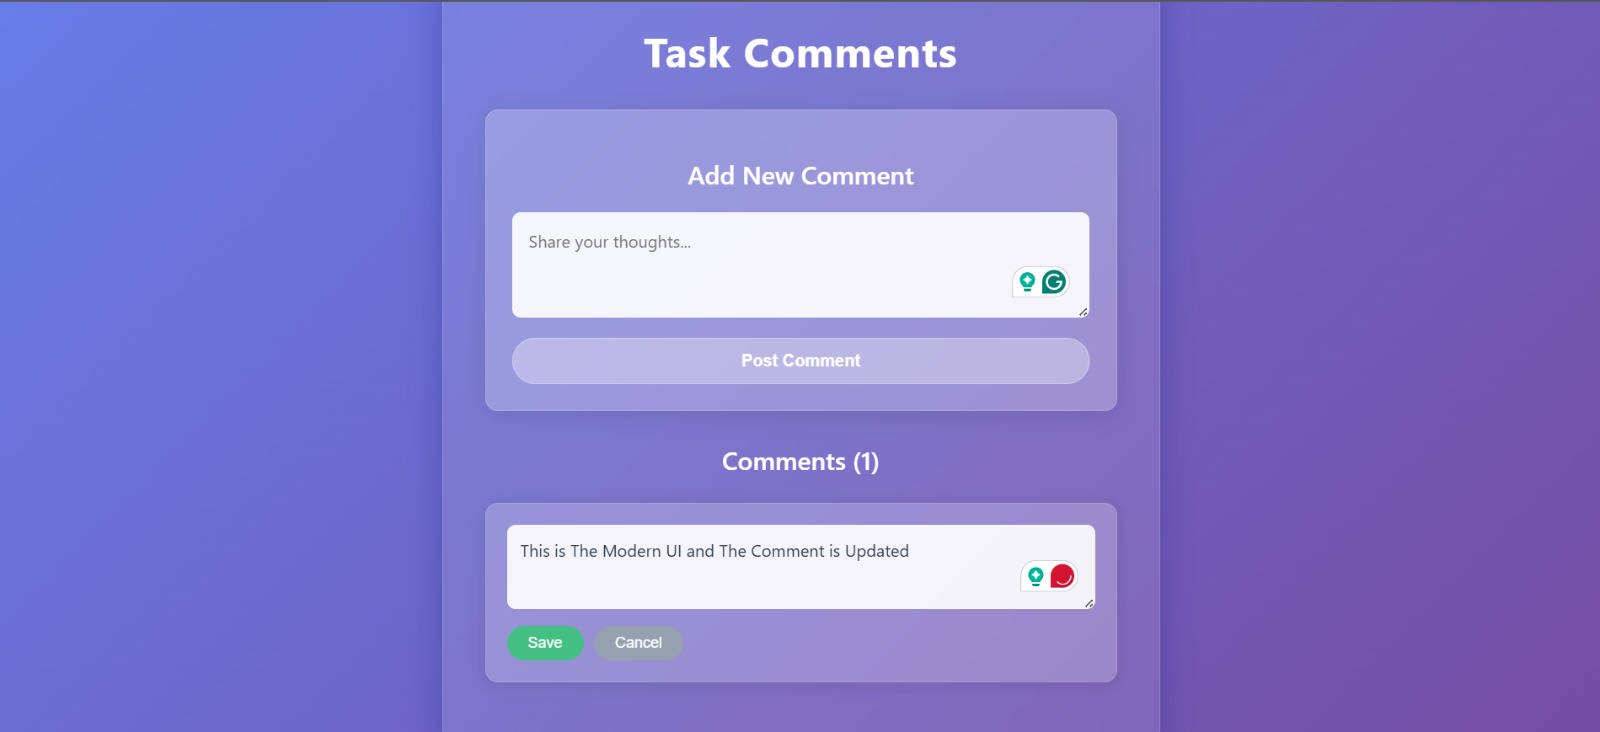 Task Comments
Add New Comment
Share your thoughts...
Post Comment
Comments (1)
This is The Modern UI and The Comment is Updated
Save
Cancel